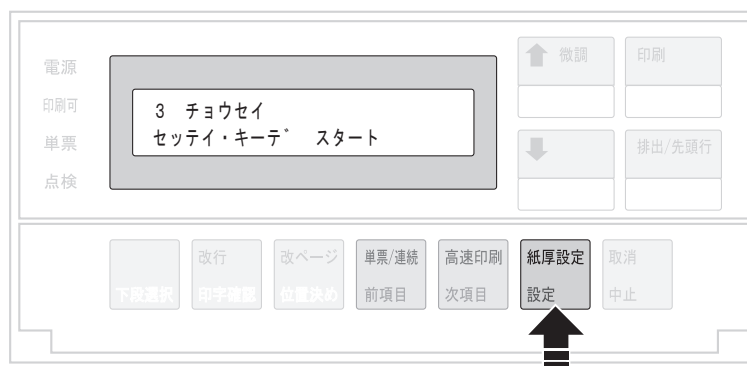 電源
印刷可
単票
点検
3 チョウセイ
セッテイ・キーデ スタート
微調
印刷
排出/先頭行
下段選択
改行
印字確認
改ページ
位置決め
単票/連続
前項目
高速印刷
次項目
紙厚設定
設定
取消
中止